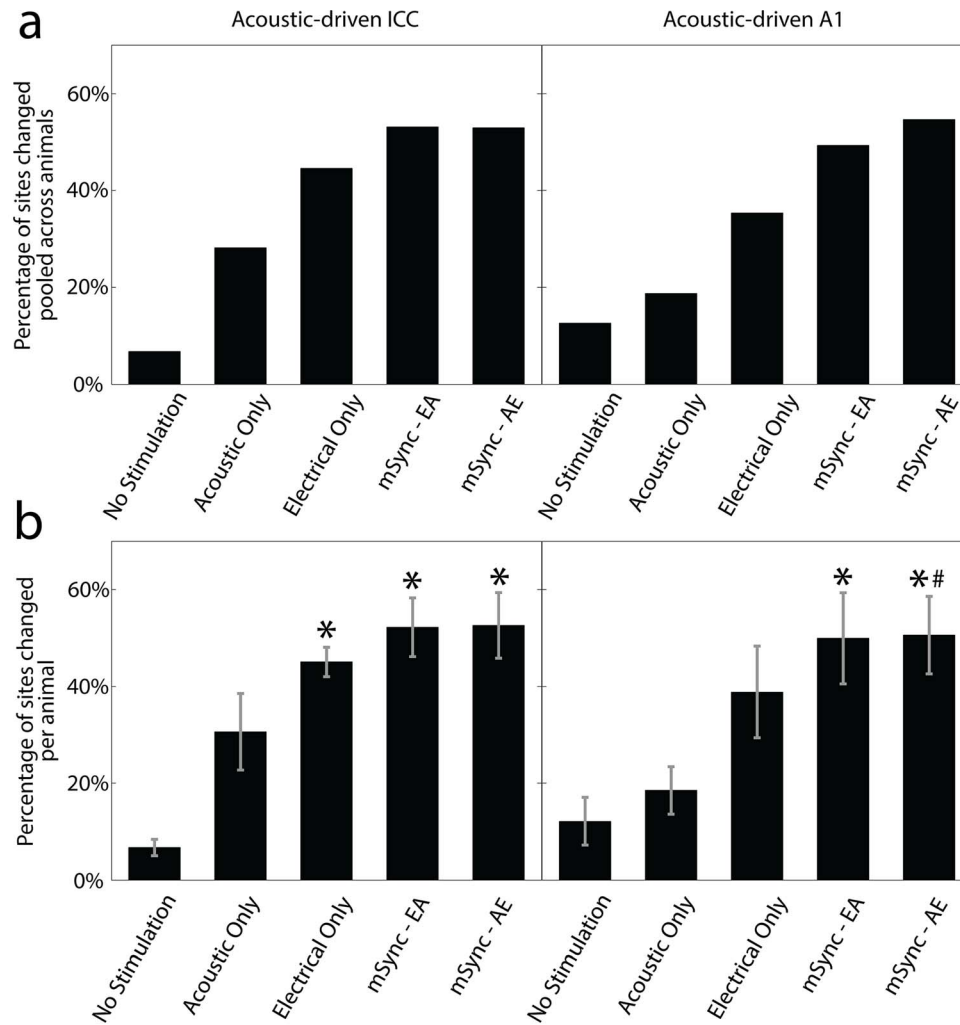 a
Acoustic-driven ICC
Acoustic-driven A1
Percentage of sites changed
pooled across animals
60%
40%
20%
0%
No Stimulation
Acoustic Only
Electrical Only
mSync - EA
mSync - AE
No Stimulation
Acoustic Only
Electrical Only
mSync - EA
mSync - AE
b
Percentage of sites changed
per animal
60%
40%
20%
0%
*
*
*
*
*#
No Stimulation
Acoustic Only
Electrical Only
mSync - EA
mSync - AE
No Stimulation
Acoustic Only
Electrical Only
mSync - EA
mSync - AE